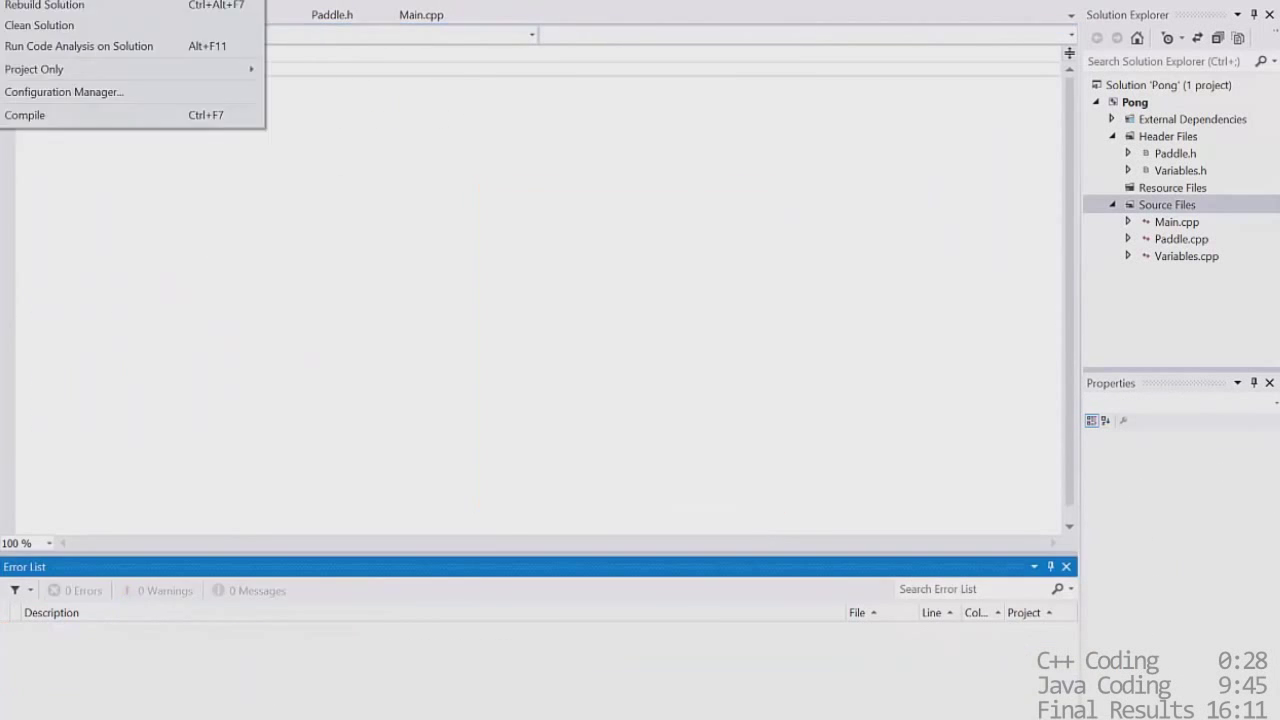 Rebuild Solution Ctrl+Alt+F7
Clean Solution
Run Code Analysis on Solution Alt+F11
Project Only
Configuration Manager...
Compile Ctrl+F7
Paddle.h Main.cpp
100 %
Error List
0 Errors 0 Warnings 0 Messages Search Error List
Description File Line Col... Project
Solution Explorer
Search Solution Explorer (Ctrl+;)
Solution 'Pong' (1 project)
Pong
External Dependencies
Header Files
Paddle.h
Variables.h
Resource Files
Source Files
Main.cpp
Paddle.cpp
Variables.cpp
Properties
C++ Coding 0:28
Java Coding 9:45
Final Results 16:11